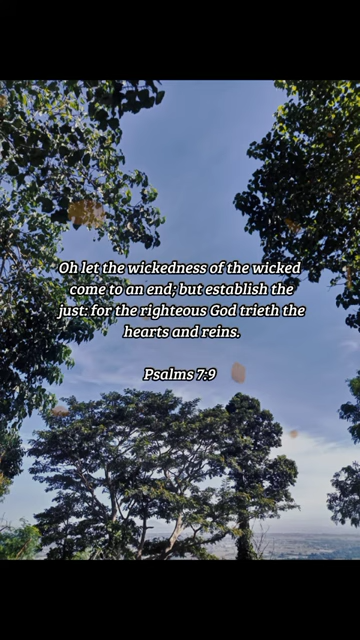 Oh let the wickedness of the wicked
come to an end; but establish the
just: for the righteous God trieth the
hearts and reins.
Psalms 7:9